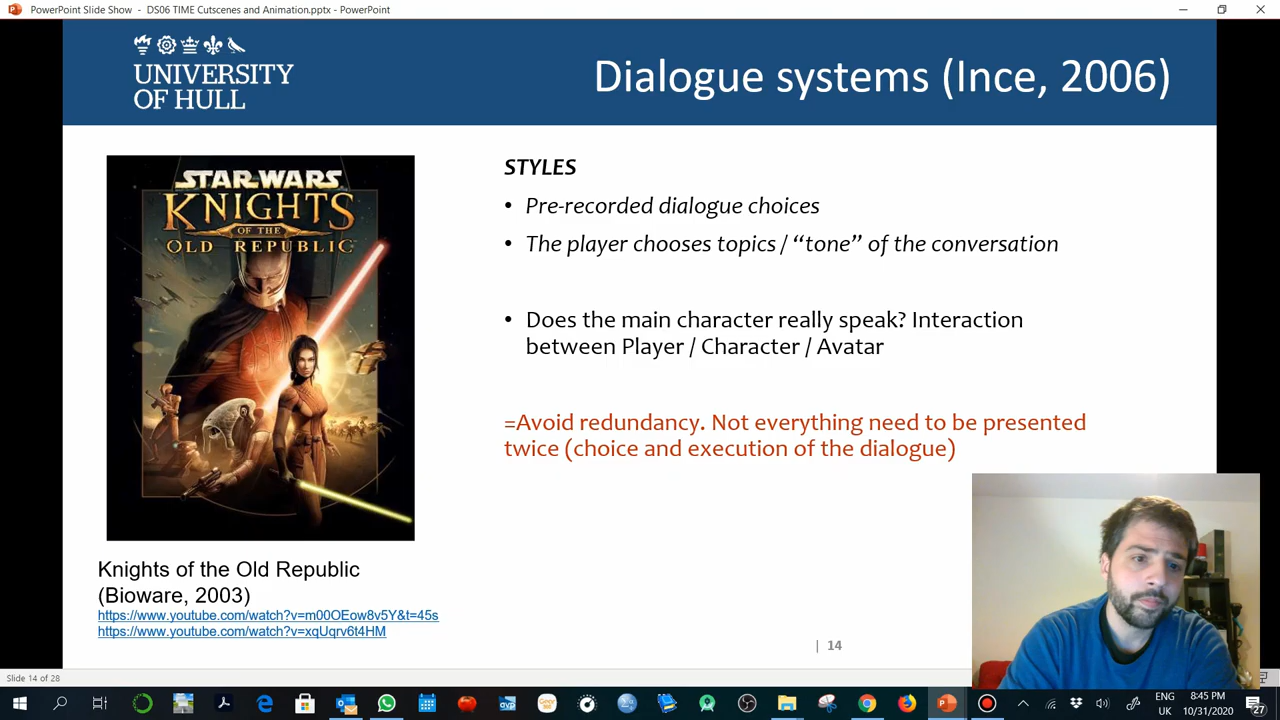 PowerPoint Slide Show - DS06 TIME Cutscenes and Animation.pptx - PowerPoint
UNIVERSITY
OF HULL
Dialogue systems (Ince, 2006)
STAR WARS
KNIGHTS
OF THE
OLD REPUBLIC
STYLES
• Pre-recorded dialogue choices
• The player chooses topics / “tone” of the conversation
• Does the main character really speak? Interaction
between Player / Character / Avatar
=Avoid redundancy. Not everything need to be presented
twice (choice and execution of the dialogue)
Knights of the Old Republic
(Bioware, 2003)
https://www.youtube.com/watch?v=m00OEow8v5Y&t=45s
https://www.youtube.com/watch?v=xqUqrv6t4HM
| 14
Slide 14 of 28
ENG
UK
8:45 PM
10/31/2020
27